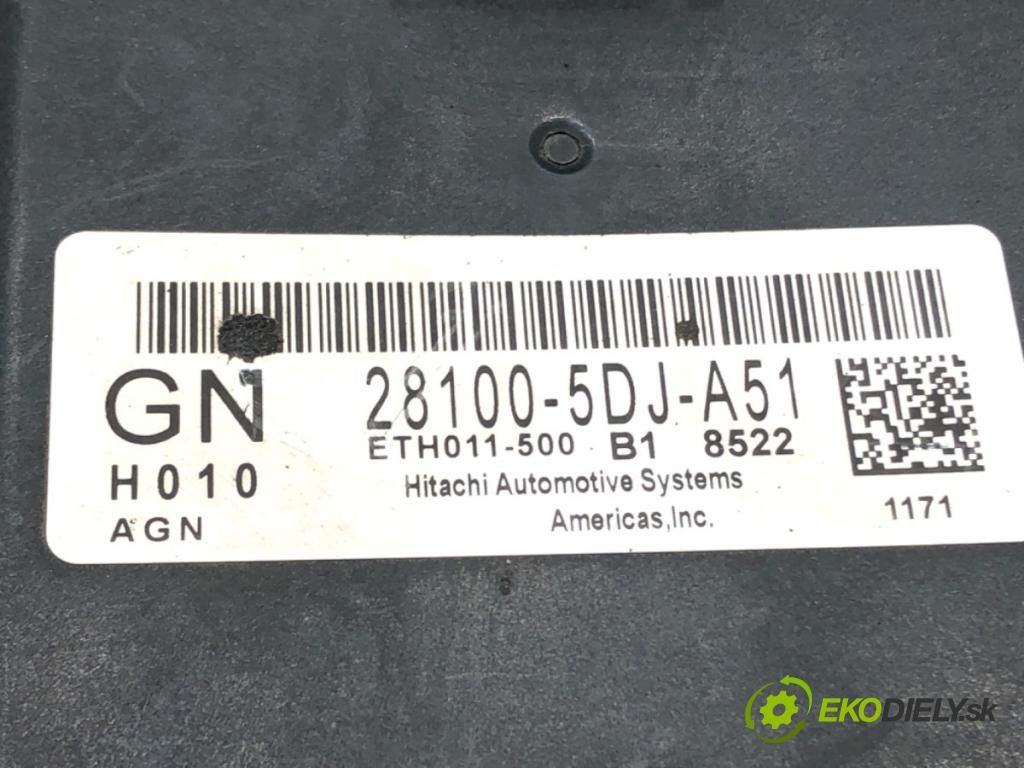 GN
28100-5DJ-A51
ETH011-500 B1 8522
H010
Hitachi Automotive Systems
AGN
Americas,Inc.
1171
EKODIELY.sk